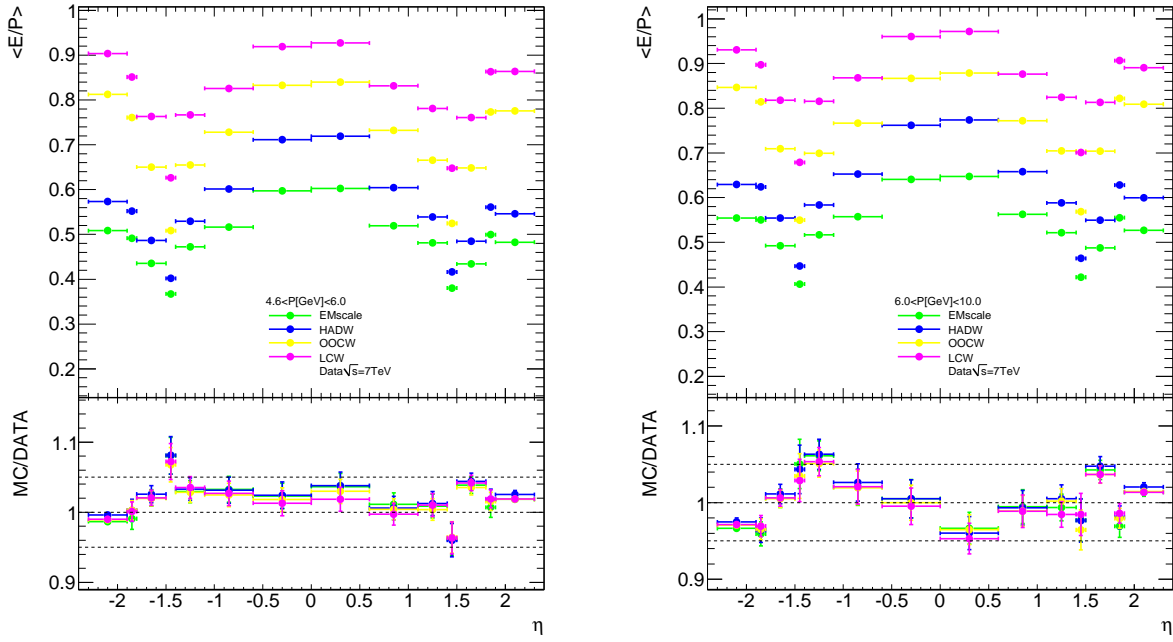 <E/P>
1
0.9
0.8
0.7
0.6
0.5
0.4
0.3
0.2
4.6<P[GeV]<6.0
EMscale
HADW
OOCW
LCW
Data√s=7TeV
MC/DATA
1.1
1
0.9
-2 -1.5 -1 -0.5 0 0.5 1 1.5 2
η
<E/P>
1
0.9
0.8
0.7
0.6
0.5
0.4
0.3
0.2
6.0<P[GeV]<10.0
EMscale
HADW
OOCW
LCW
Data√s=7TeV
MC/DATA
1.1
1
0.9
-2 -1.5 -1 -0.5 0 0.5 1 1.5 2
η